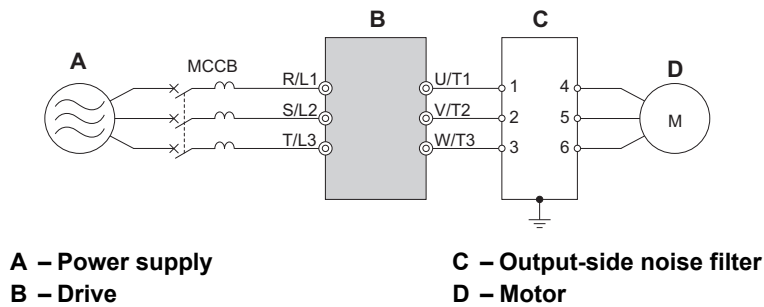 B C
A D
MCCB
R/L1 U/T1 1 4
S/L2 V/T2 2 5 M
T/L3 W/T3 3 6
A – Power supply C – Output-side noise filter
B – Drive D – Motor